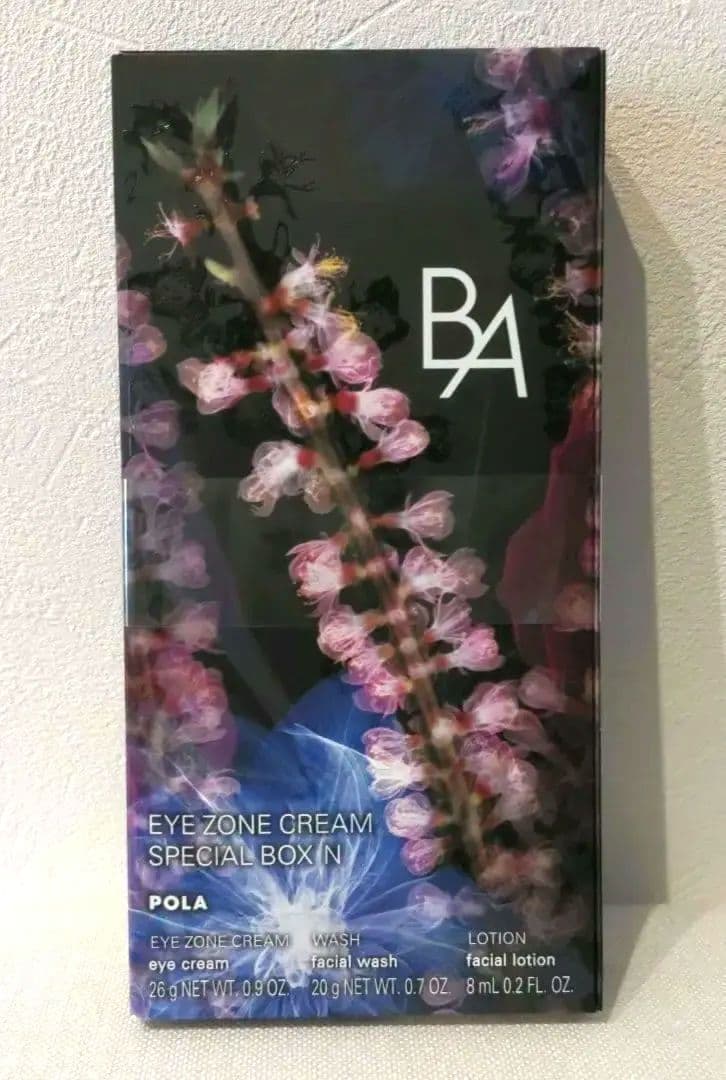 BA
EYE ZONE CREAM
SPECIAL BOX N
POLA
EYE ZONE CREAM WASH LOTION
eye cream facial wash facial lotion
26 g NET WT. 0.9 OZ. 20 g NET WT. 0.7 OZ. 8 mL 0.2 FL. OZ.